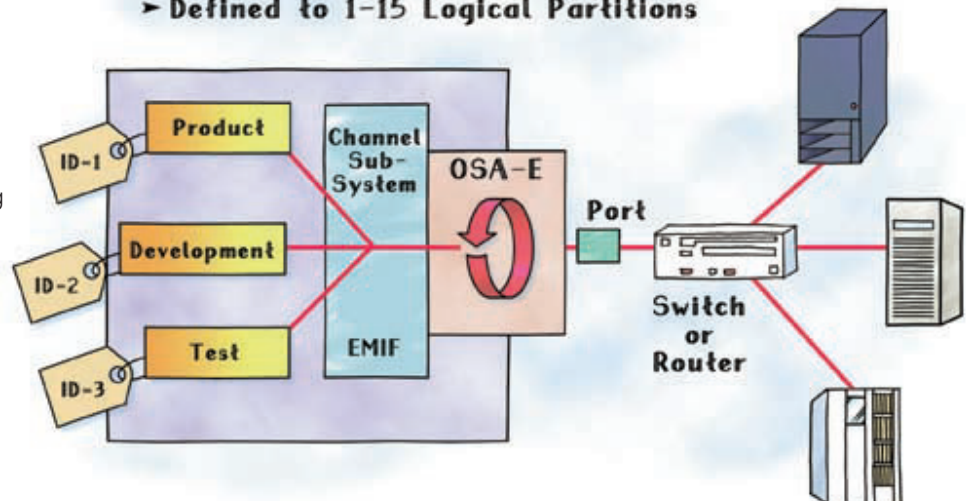 ➤ Defined to 1-15 Logical Partitions
Product
ID-1
Channel
Sub-
System
OSA-E
Port
g
Development
ID-2
Switch
or
Router
Test
EMIF
ID-3